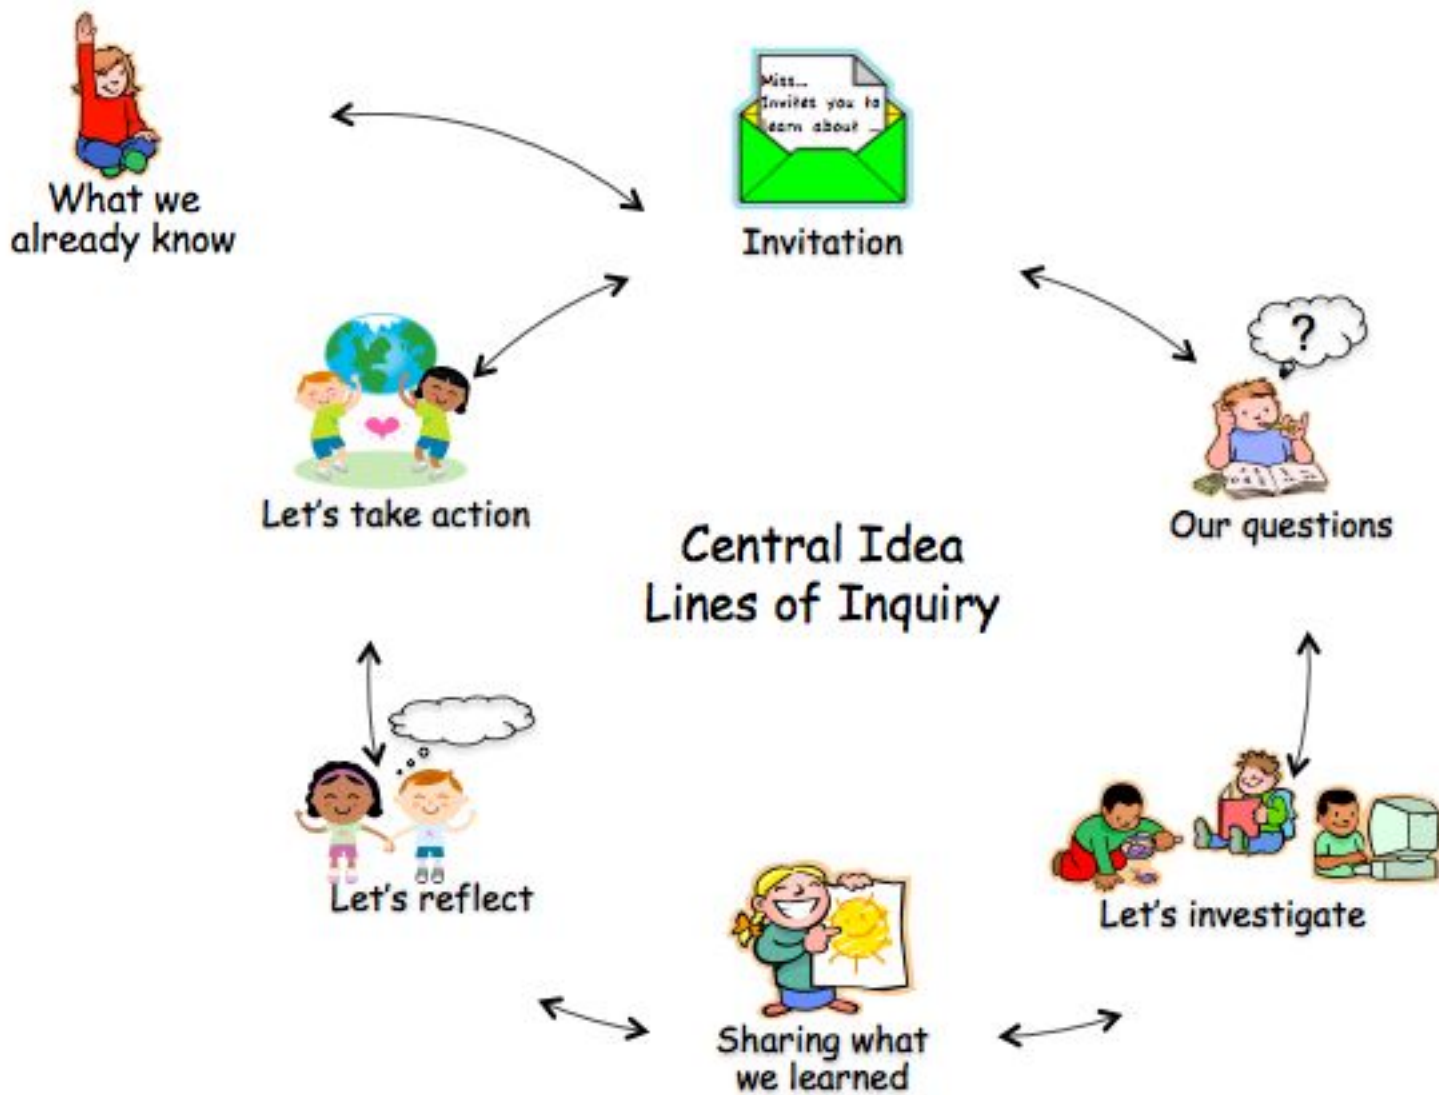 What we
already know
Miss...
Invites you to
learn about ...
Invitation
?
Our questions
Let's take action
Central Idea
Lines of Inquiry
Let's reflect
Let's investigate
Sharing what
we learned